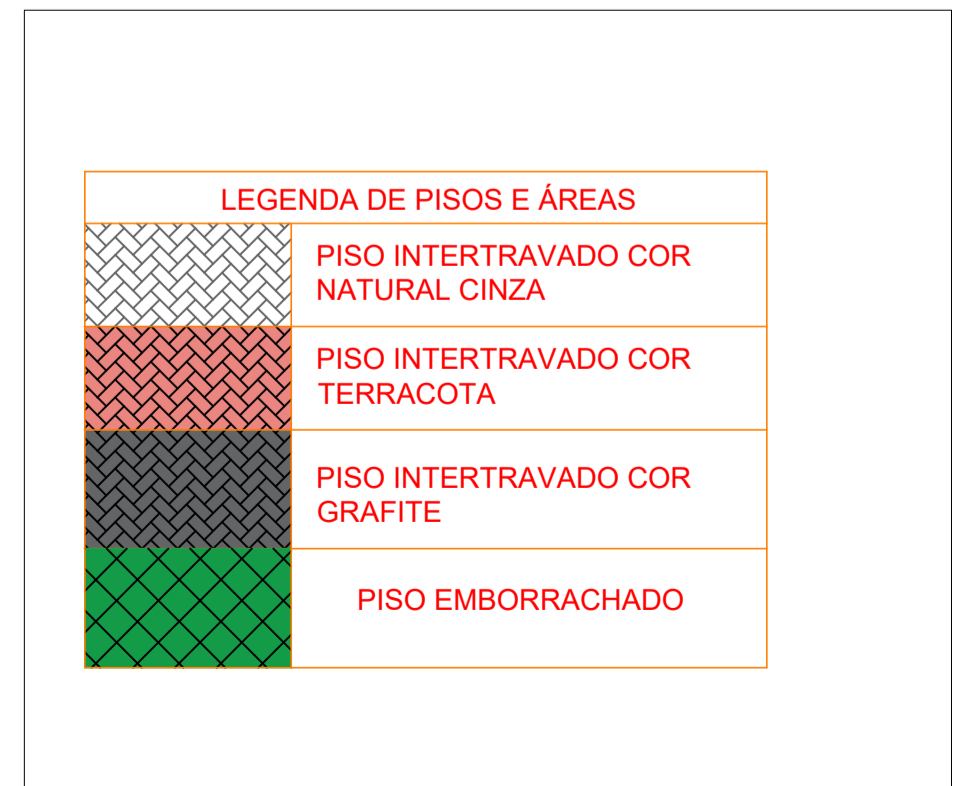 LEGENDA DE PISOS E ÁREAS
PISO INTERTRAVADO COR
NATURAL CINZA
PISO INTERTRAVADO COR
TERRACOTA
PISO INTERTRAVADO COR
GRAFITE
PISO EMBORRACHADO